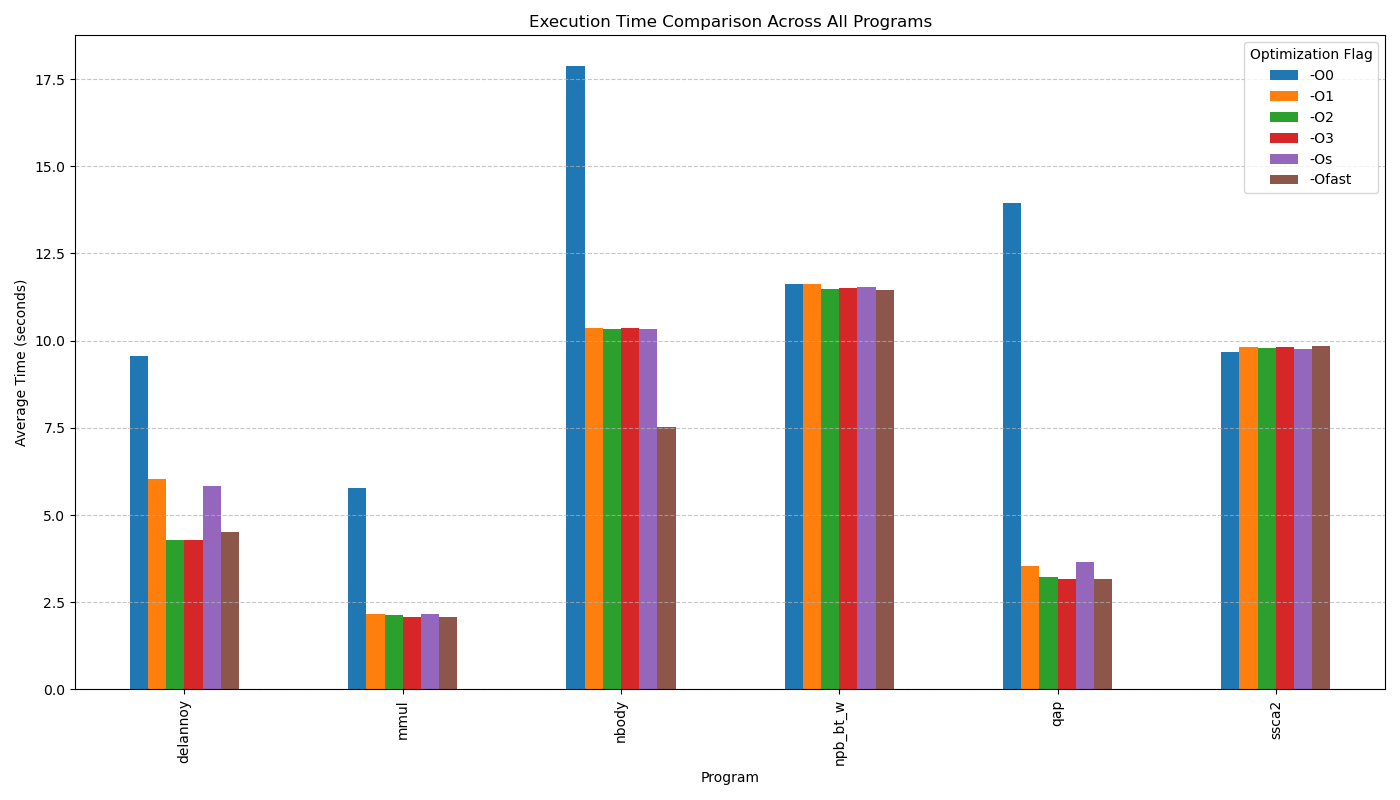 Execution Time Comparison Across All Programs
Optimization Flag
-O0
-O1
-O2
-O3
-Os
-Ofast
Average Time (seconds)
17.5
15.0
12.5
10.0
7.5
5.0
2.5
0.0
delannoy
mmul
nbody
npb_bt_w
qap
ssca2
Program